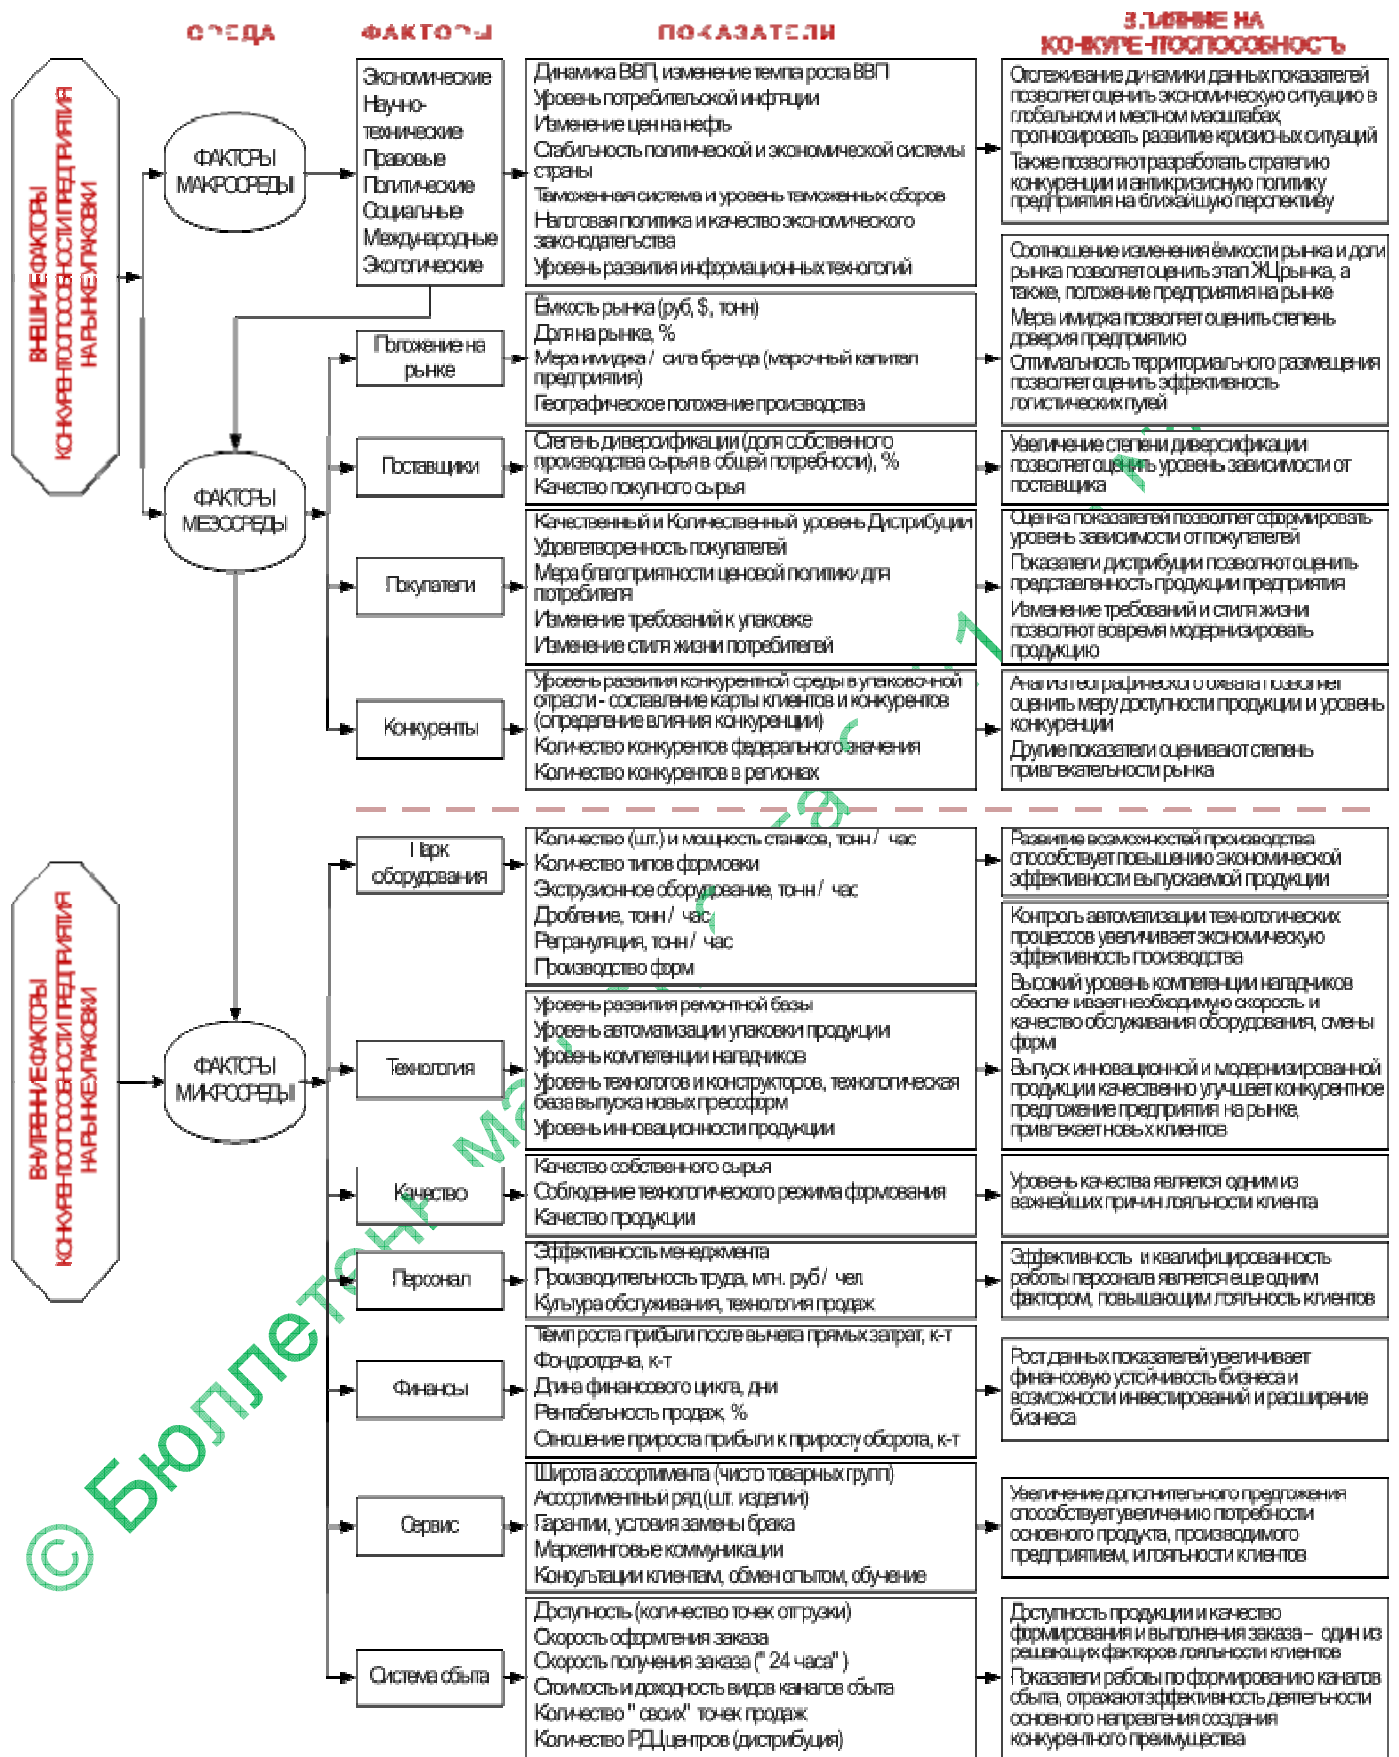 СРЕДА
ФАКТОРЫ
ПОКАЗАТЕЛИ
ВЛИЯНИЕ НА
КОНКУРЕНТОСПОСОБНОСТЬ
ВНЕШНИЕ ФАКТОРЫ
КОНКУРЕНТОСПОСОБНОСТИ ПРЕДПРИЯТИЯ
НА РЫНКЕ УПАКОВКИ
ФАКТОРЫ
МАКРОСРЕДЫ
Экономические
Научно-
технические
Правовые
Политические
Социальные
Международные
Экологические
Динамика ВВП, изменение темпа роста ВВП
Уровень потребительской инфляции
Изменение цен на нефть
Стабильность политической и экономической системы
страны
Таможенная система и уровень таможенных сборов
Налоговая политика и качество экономического
законодательства
Уровень развития информационных технологий
Отслеживание динамики данных показателей
позволяет оценить экономическую ситуацию в
глобальном и местном масштабах,
прогнозировать развитие кризисных ситуаций
Также позволяют разработать стратегию
конкуренции и антикризисную политику
предприятия на ближайшую перспективу
ФАКТОРЫ
МЕЗОСРЕДЫ
Положение на
рынке
Ёмкость рынка (руб, $, тонн)
Доля на рынке, %
Мера имиджа / сила бренда (марочный капитал
предприятия)
Географическое положение производства
Соотношение изменения ёмкости рынка и доли
рынка позволяет оценить этап ЖЦ рынка, а
также, положение предприятия на рынке
Мера имиджа позволяет оценить степень
доверия предприятию
Оптимальность территориального размещения
позволяет оценить эффективность
логистических путей
Поставщики
Степень диверсификации (доля собственного
производства сырья в общей потребности), %
Качество покупного сырья
Увеличение степени диверсификации
позволяет оценить уровень зависимости от
поставщика
Покупатели
Качественный и Количественный уровень Дистрибуции
Удовлетворенность покупателей
Мера благоприятности ценовой политики для
потребителя
Изменение требований к упаковке
Изменение стиля жизни потребителей
Оценка показателей позволяет сформировать
уровень зависимости от покупателей
Показатели дистрибуции позволяют оценить
представленность продукции предприятия
Изменение требований и стиля жизни
позволяют вовремя модернизировать
продукцию
Конкуренты
Уровень развития конкурентной среды в упаковочной
отрасли - составление карты клиентов и конкурентов
(определение влияния конкуренции)
Количество конкурентов федерального значения
Количество конкурентов в регионах
Анализ географического охвата позволяет
оценить меру доступности продукции и уровень
конкуренции
Другие показатели оценивают степень
привлекательности рынка
ВНУТРЕННИЕ ФАКТОРЫ
КОНКУРЕНТОСПОСОБНОСТИ ПРЕДПРИЯТИЯ
НА РЫНКЕ УПАКОВКИ
ФАКТОРЫ
МИКРОСРЕДЫ
Парк
оборудования
Количество (шт.) и мощность станков, тонн / час
Количество типов формовки
Экструзионное оборудование, тонн / час
Дробление, тонн / час
Регрануляция, тонн / час
Производство форм
Развитие возможностей производства
способствует повышению экономической
эффективности выпускаемой продукции
Технология
Уровень развития ремонтной базы
Уровень автоматизации упаковки продукции
Уровень компетенции наладчиков
Уровень технологов и конструкторов, технологическая
база выпуска новых прессформ
Уровень инновационности продукции
Контроль автоматизации технологических
процессов увеличивает экономическую
эффективность производства
Высокий уровень компетенции наладчиков
обеспечивает необходимую скорость и
качество обслуживания оборудования, смены
форм
Выпуск инновационной и модернизированной
продукции качественно улучшает конкурентное
предложение предприятия на рынке,
привлекает новых клиентов
Качество
Качество собственного сырья
Соблюдение технологического режима формования
Качество продукции
Уровень качества является одним из
важнейших причин лояльности клиента
Персонал
Эффективность менеджмента
Производительность труда, млн. руб / чел
Культура обслуживания, технология продаж
Эффективность и квалифицированность
работы персонала является еще одним
фактором, повышающим лояльность клиентов
Финансы
Темп роста прибыли после вычета прямых затрат, к-т
Фондоотдача, к-т
Длина финансового цикла, дни
Рентабельность продаж, %
Отношение прироста прибыли к приросту оборота, к-т
Рост данных показателей увеличивает
финансовую устойчивость бизнеса и
возможности инвестирований и расширение
бизнеса
Сервис
Широта ассортимента (число товарных групп)
Ассортиментный ряд (шт. изделий)
Гарантии, условия замены брака
Маркетинговые коммуникации
Консультации клиентам, обмен опытом, обучение
Увеличение дополнительного предложения
способствует увеличению потребности
основного продукта, производимого
предприятием, и лояльности клиентов
Система сбыта
Доступность (количество точек отгрузки)
Скорость оформления заказа
Скорость получения заказа (" 24 часа" )
Стоимость и доходность видов каналов сбыта
Количество " своих" точек продаж
Количество РДЦ центров (дистрибуция)
Доступность продукции и качество
формирования и выполнения заказа – один из
решающих факторов лояльности клиентов
Показатели работы по формированию каналов
сбыта, отражают эффективность деятельности
основного направления создания
конкурентного преимущества
© Бюллетень